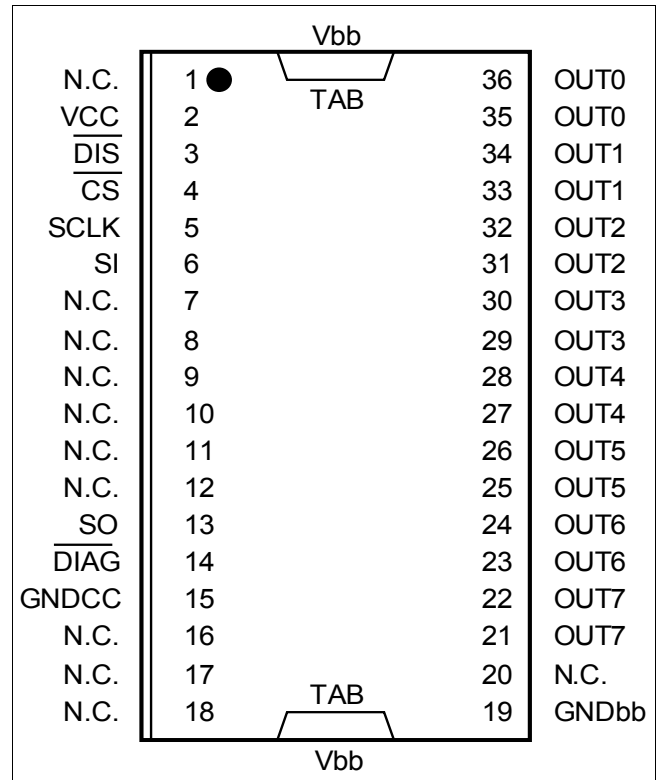 Vbb
N.C. 1 TAB 36 OUT0
VCC 2 35 OUT0
D̅I̅S̅ 3 34 OUT1
C̅S̅ 4 33 OUT1
SCLK 5 32 OUT2
SI 6 31 OUT2
N.C. 7 30 OUT3
N.C. 8 29 OUT3
N.C. 9 28 OUT4
N.C. 10 27 OUT4
N.C. 11 26 OUT5
N.C. 12 25 OUT5
SO 13 24 OUT6
D̅I̅A̅G̅ 14 23 OUT6
GNDCC 15 22 OUT7
N.C. 16 21 OUT7
N.C. 17 20 N.C.
N.C. 18 TAB 19 GNDbb
Vbb